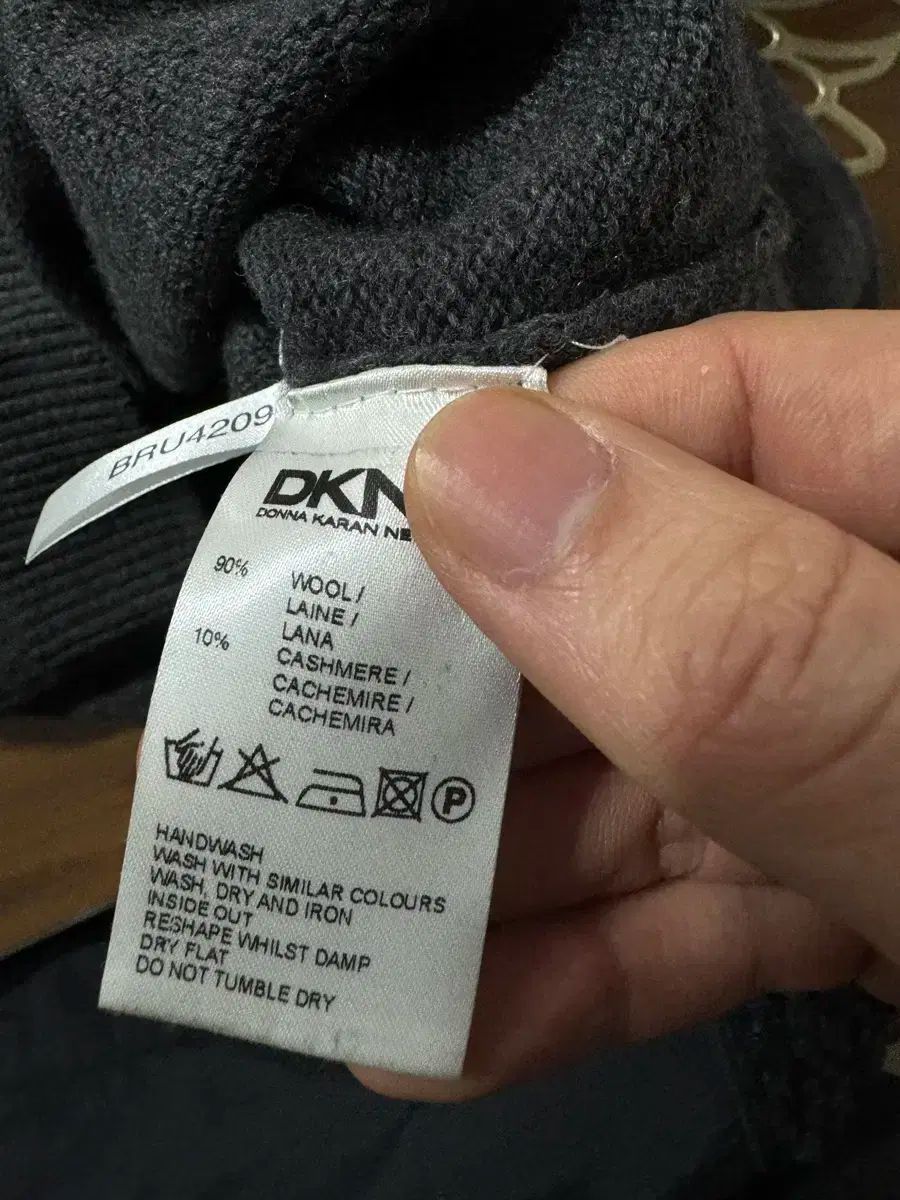 BRU4209
DKN
DONNA KARAN NE
90% WOOL /
LAINE /
LANA
10% CASHMERE /
CACHEMIRE /
CACHEMIRA
P
HANDWASH
WASH WITH SIMILAR COLOURS
WASH, DRY AND IRON
INSIDE OUT
RESHAPE WHILST DAMP
DRY FLAT
DO NOT TUMBLE DRY